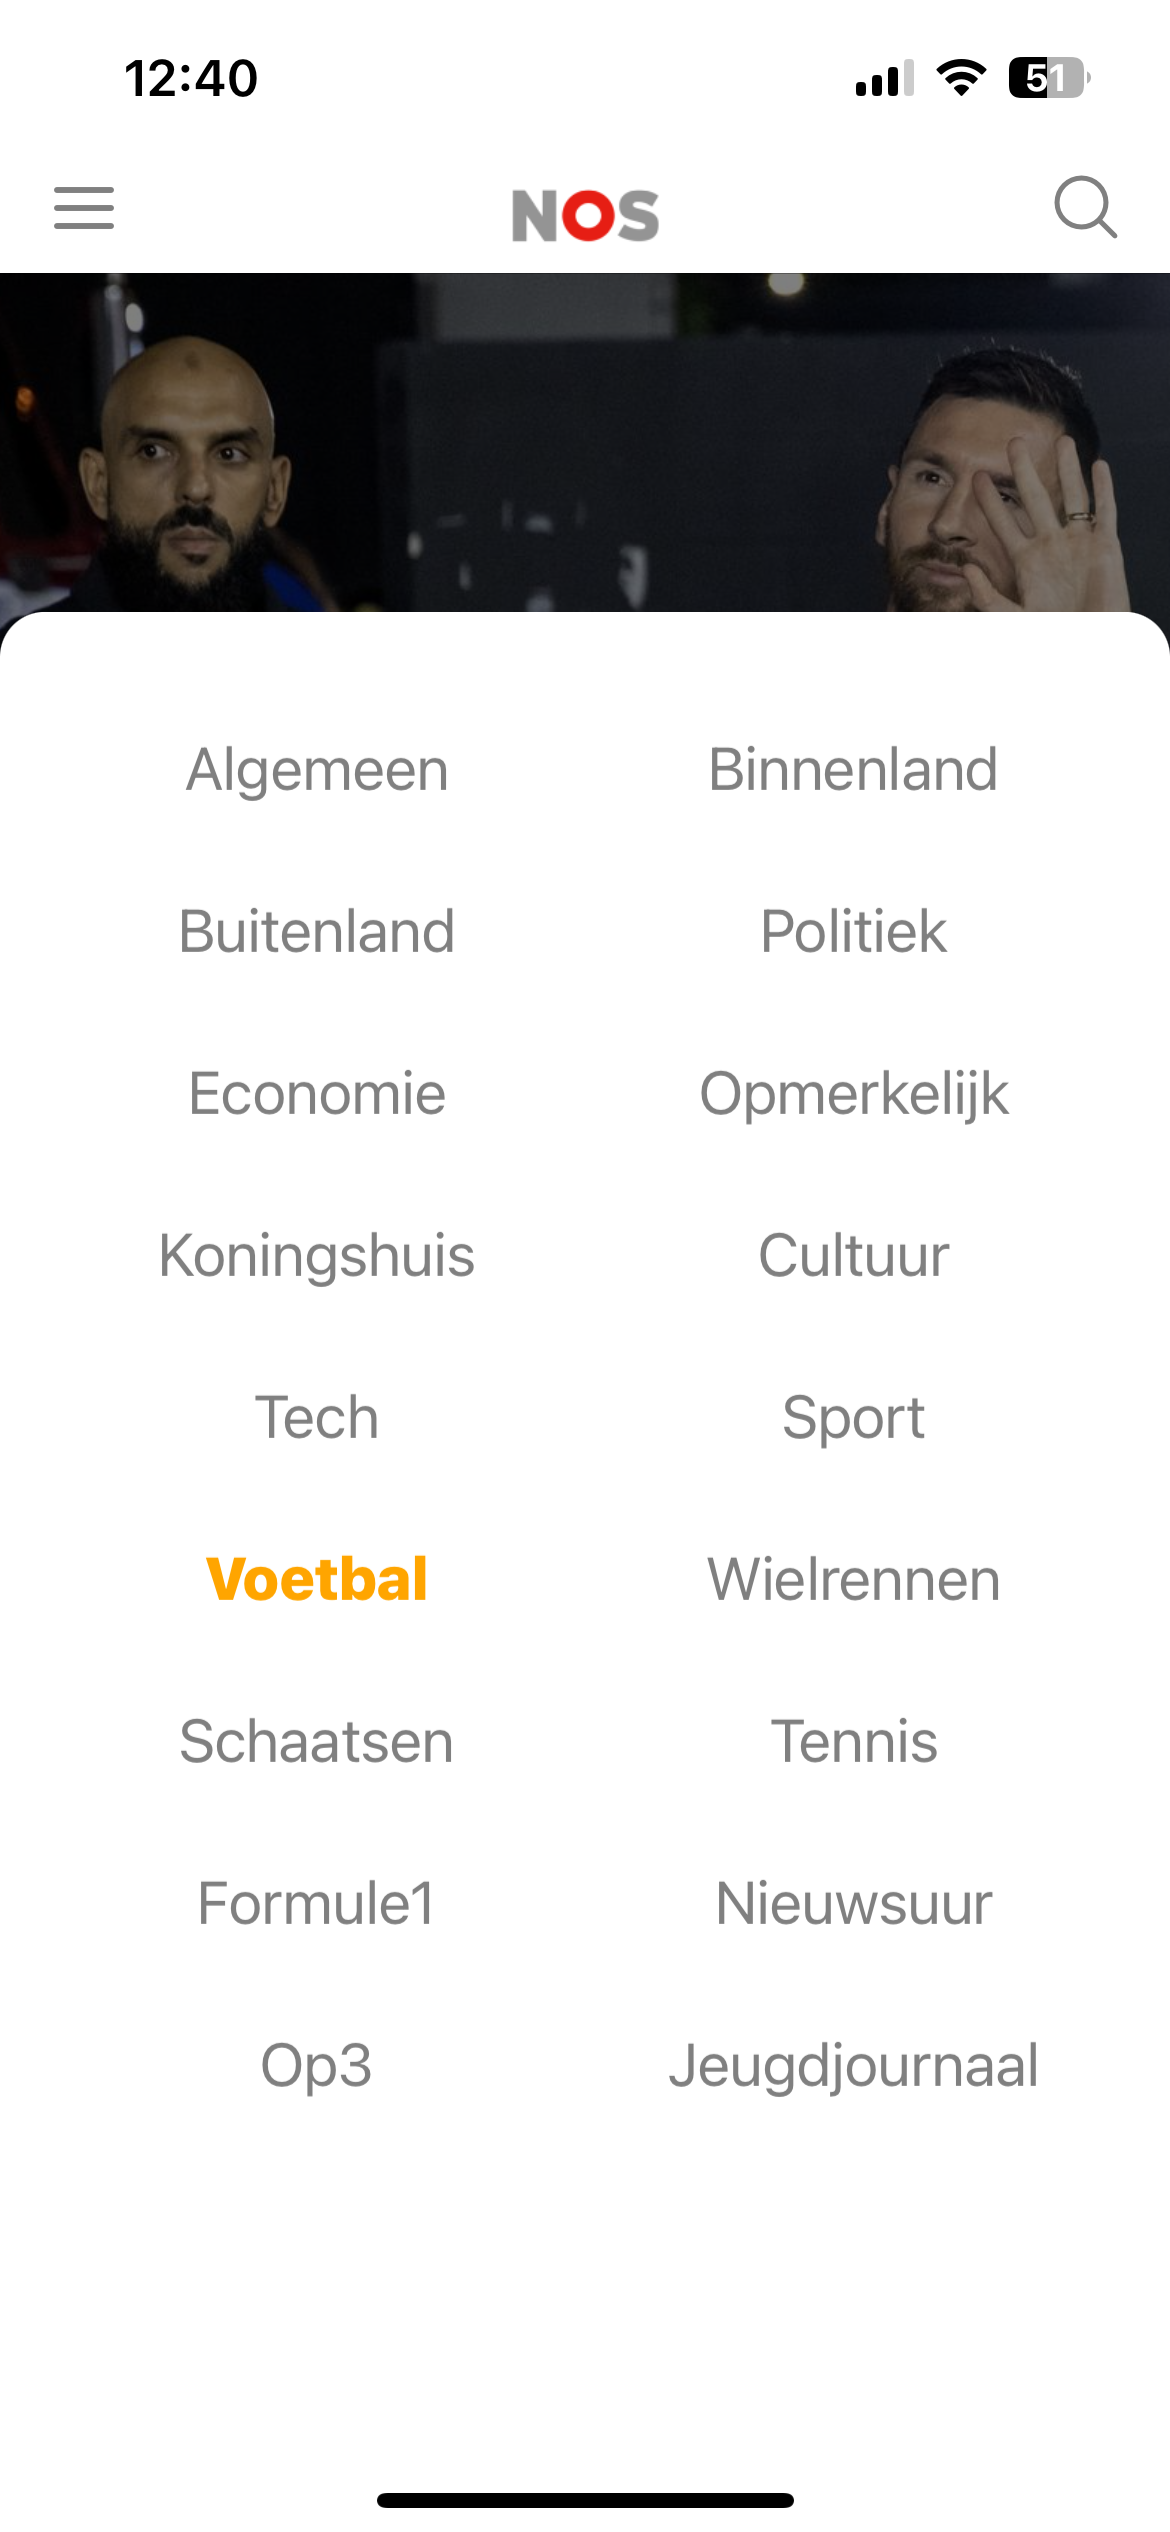 12:40 51
NOS
Algemeen Binnenland
Buitenland Politiek
Economie Opmerkelijk
Koningshuis Cultuur
Tech Sport
Voetbal Wielrennen
Schaatsen Tennis
Formule1 Nieuwsuur
Op3 Jeugdjournaal